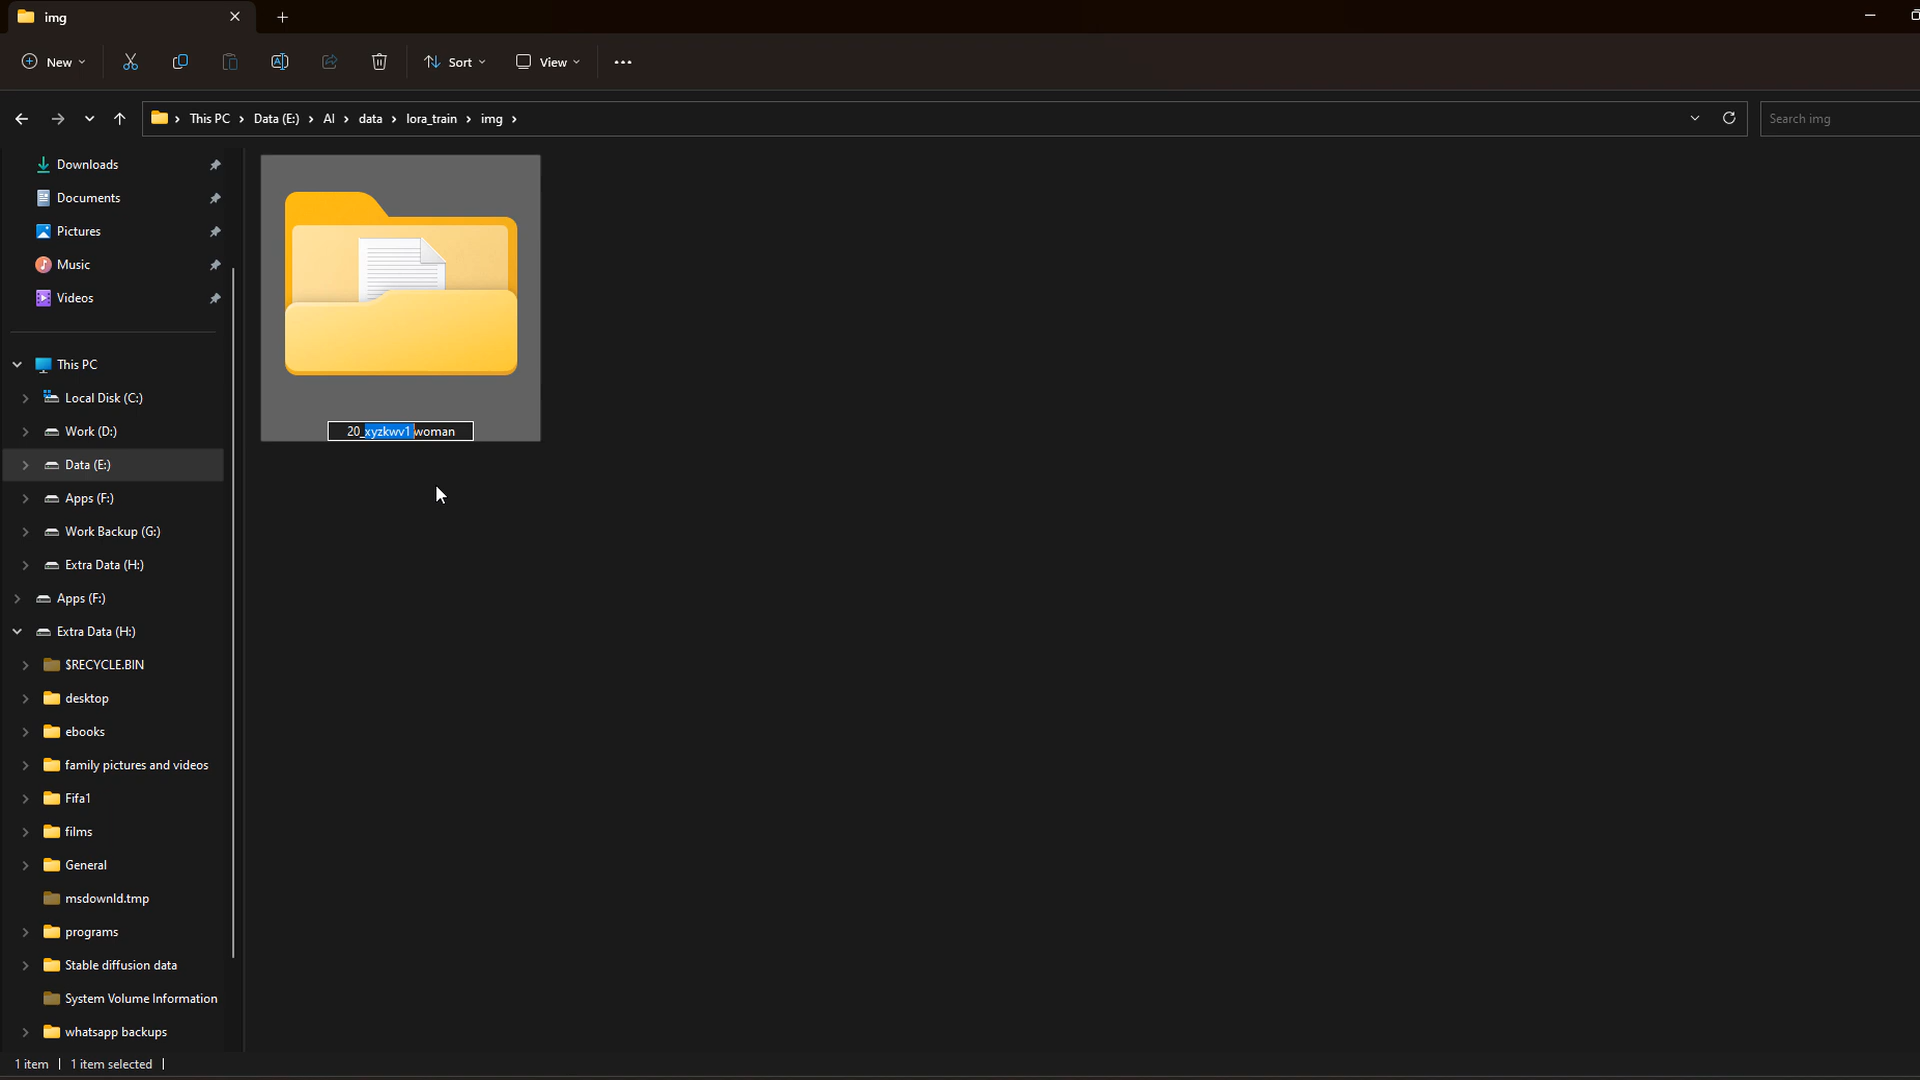 img
New
Sort
View
This PC > Data (E:) > AI > data > lora_train > img >
Search img
Downloads
Documents
Pictures
Music
Videos
This PC
Local Disk (C:)
Work (D:)
Data (E:)
Apps (F:)
Work Backup (G:)
Extra Data (H:)
Apps (F:)
Extra Data (H:)
$RECYCLE.BIN
desktop
ebooks
family pictures and videos
Fifa1
films
General
msdownld.tmp
programs
Stable diffusion data
System Volume Information
whatsapp backups
20_xyzkwv1 woman
1 item
1 item selected